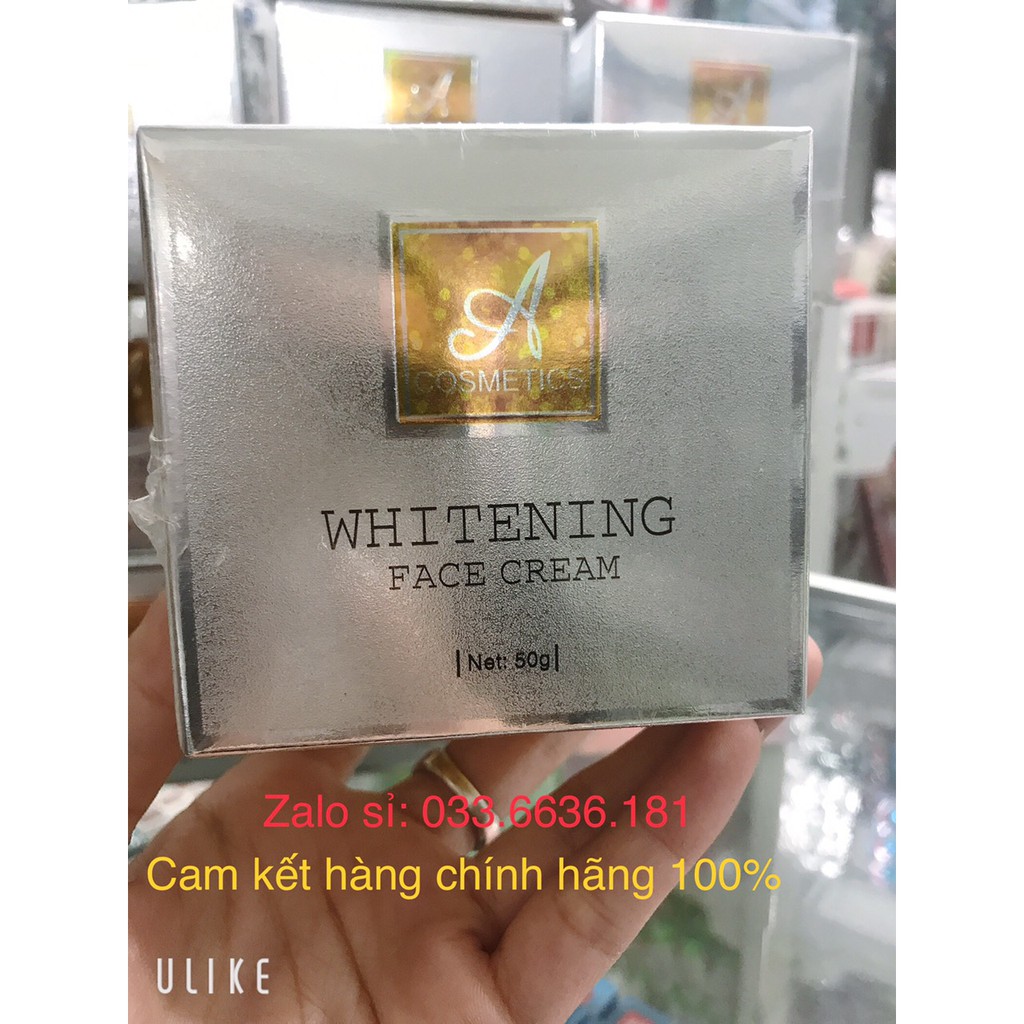 A
A
A
COSMETICS
WHITENING
FACE CREAM
| Net: 50g |
Zalo sỉ: 033.6636.181
Cam kết hàng chính hãng 100%
ULIKE